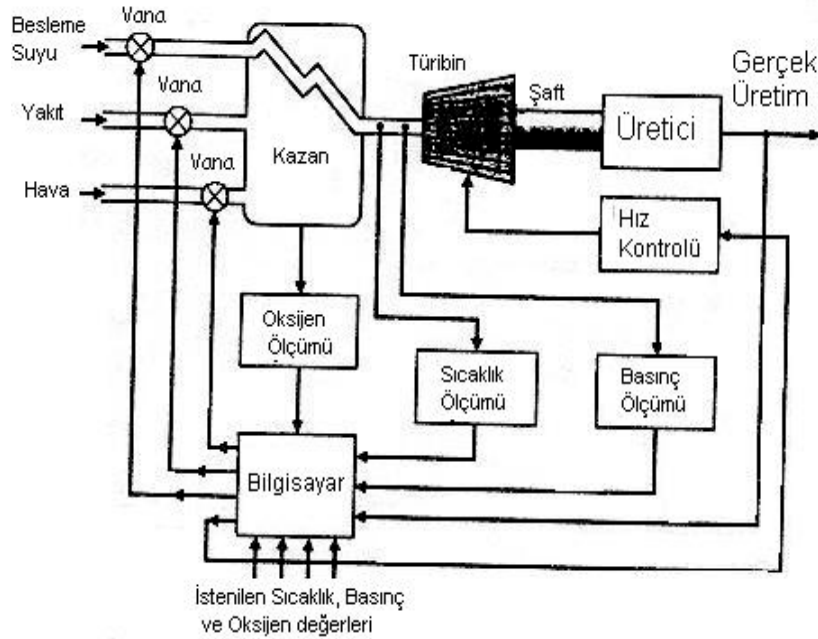 Besleme
Suyu
Vana
Yakıt
Vana
Hava
Vana
Kazan
Türibin
Şaft
Üretici
Gerçek
Üretim
Hız
Kontrolü
Oksijen
Ölçümü
Sıcaklık
Ölçümü
Basınç
Ölçümü
Bilgisayar
İstenilen Sıcaklık, Basınç
ve Oksijen değerleri